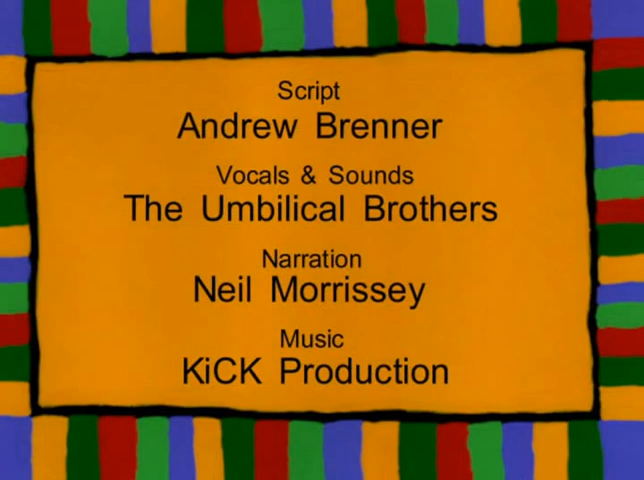 Script
Andrew Brenner
Vocals & Sounds
The Umbilical Brothers
Narration
Neil Morrissey
Music
KiCK Production